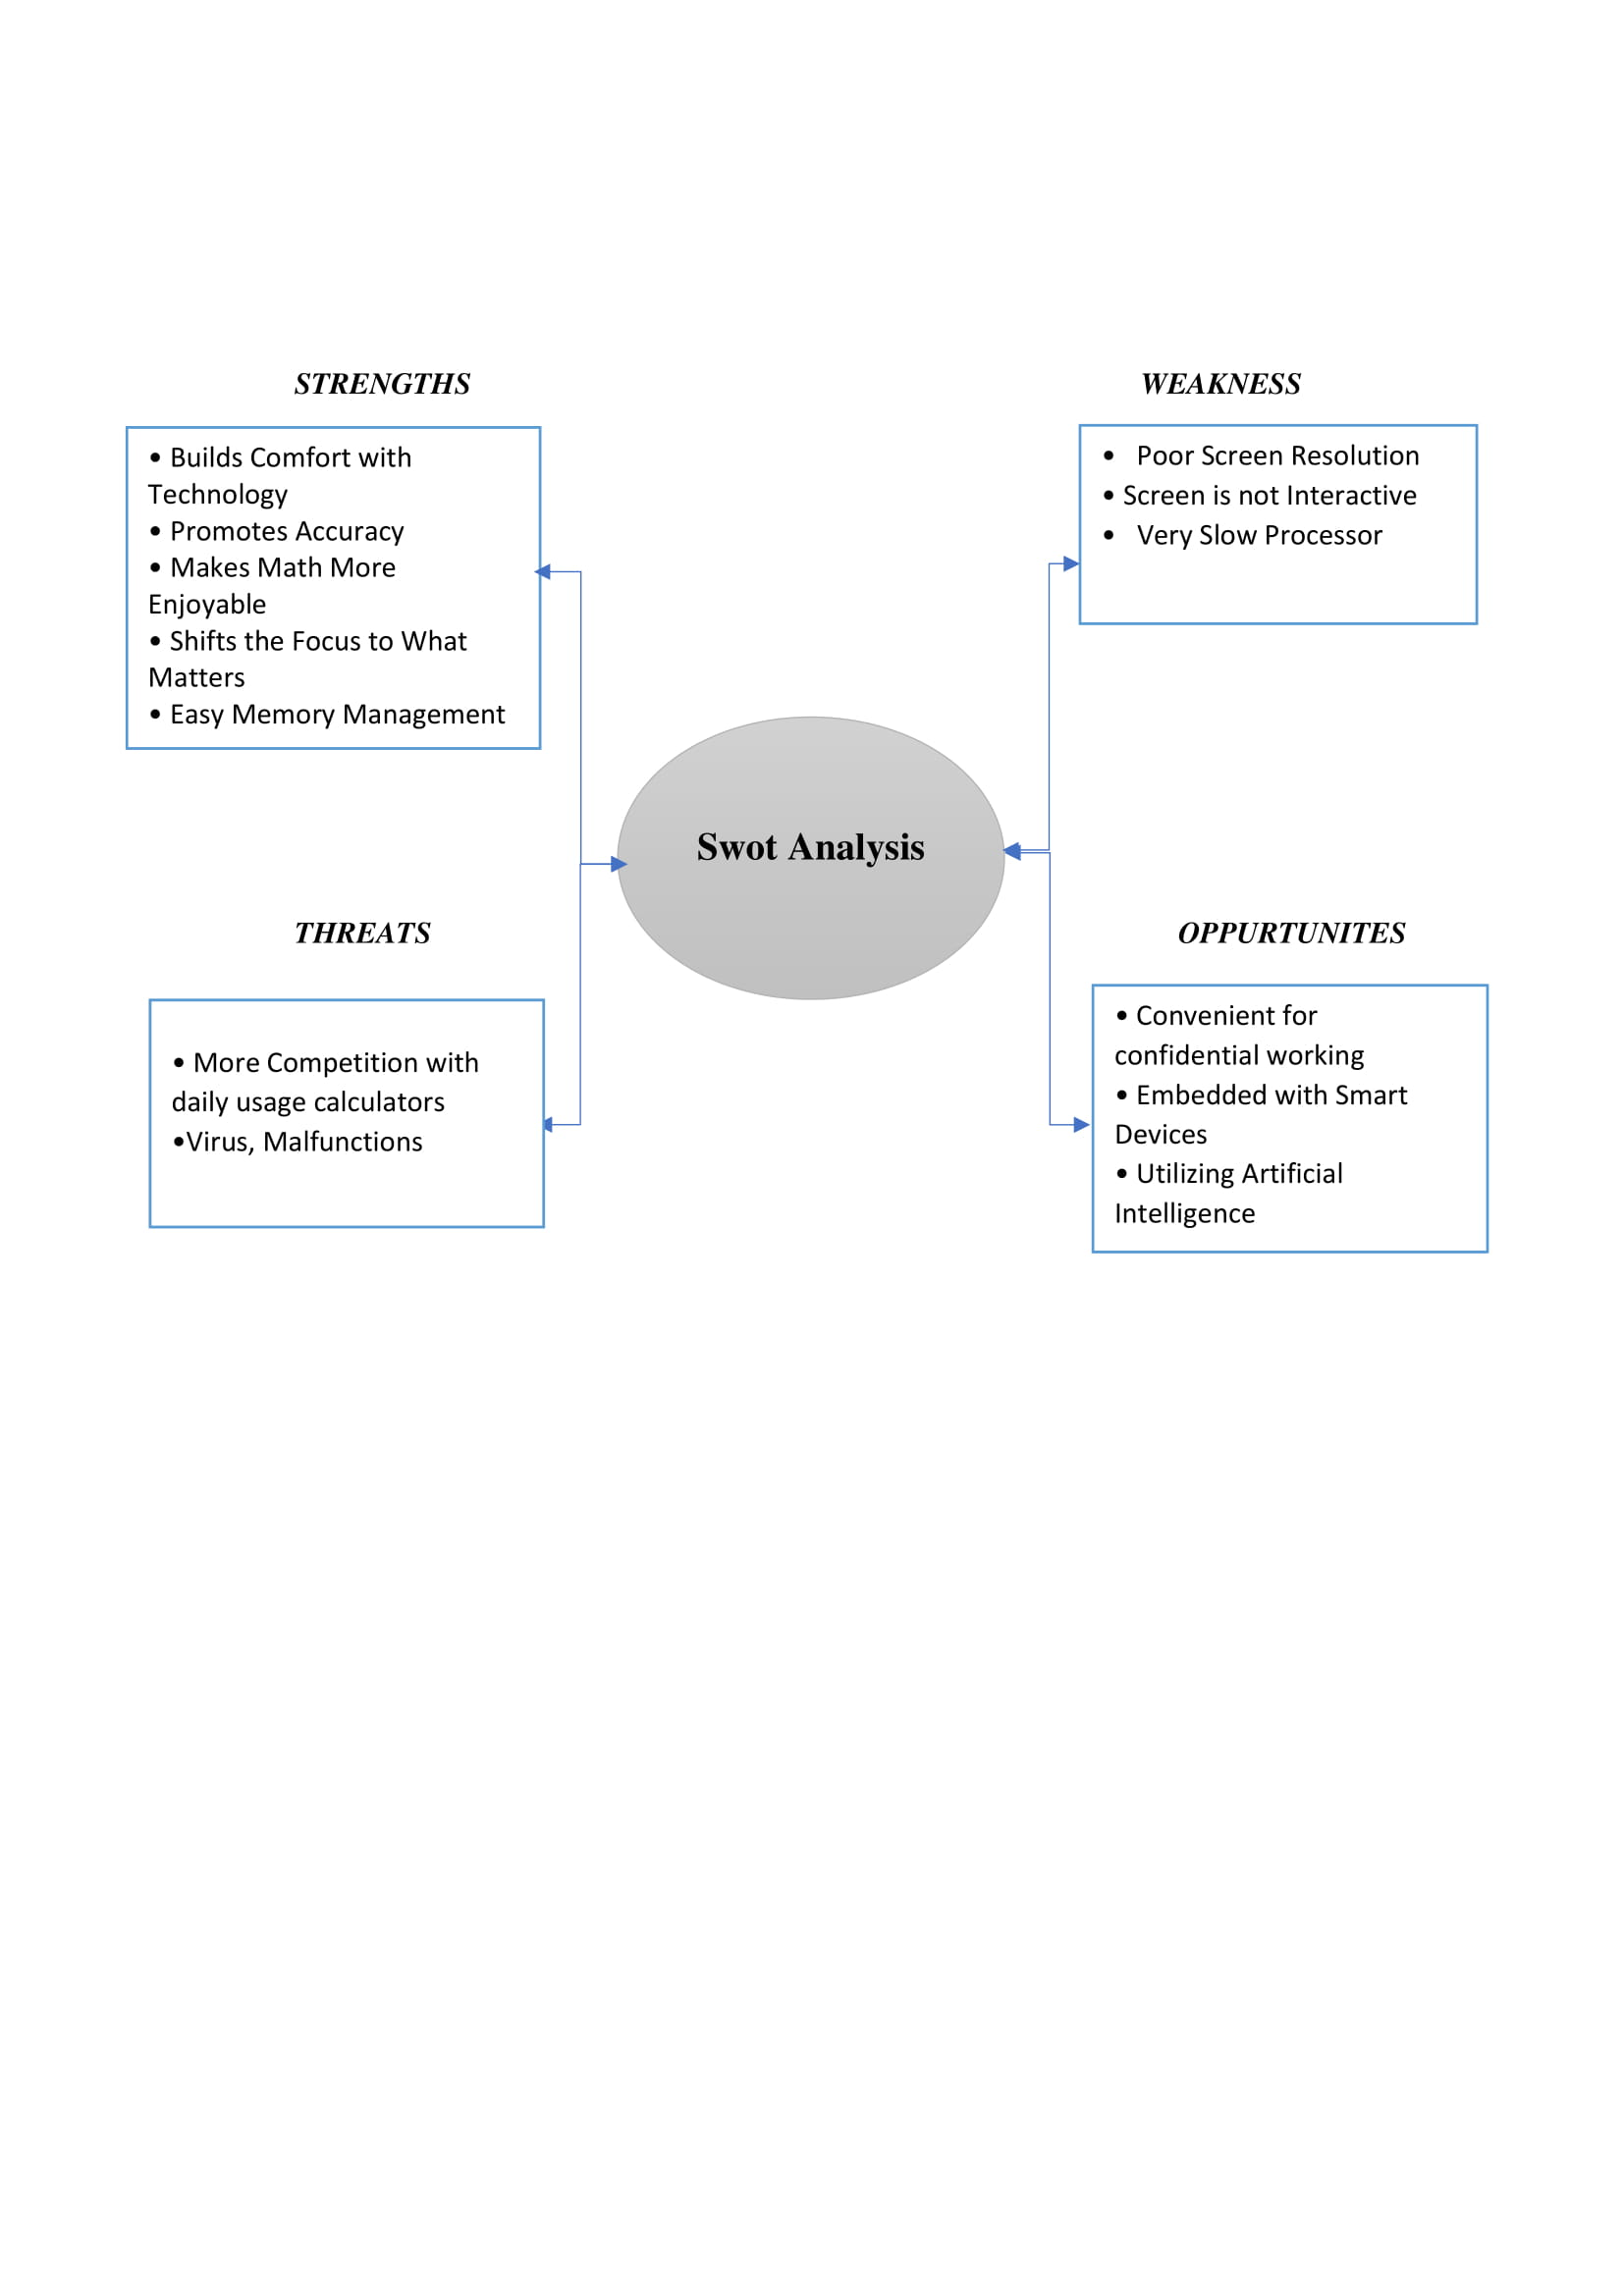 STRENGTHS
• Builds Comfort with
Technology
• Promotes Accuracy
• Makes Math More
Enjoyable
• Shifts the Focus to What
Matters
• Easy Memory Management
WEAKNESS
• Poor Screen Resolution
• Screen is not Interactive
• Very Slow Processor
Swot Analysis
THREATS
• More Competition with
daily usage calculators
•Virus, Malfunctions
OPPURTUNITES
• Convenient for
confidential working
• Embedded with Smart
Devices
• Utilizing Artificial
Intelligence